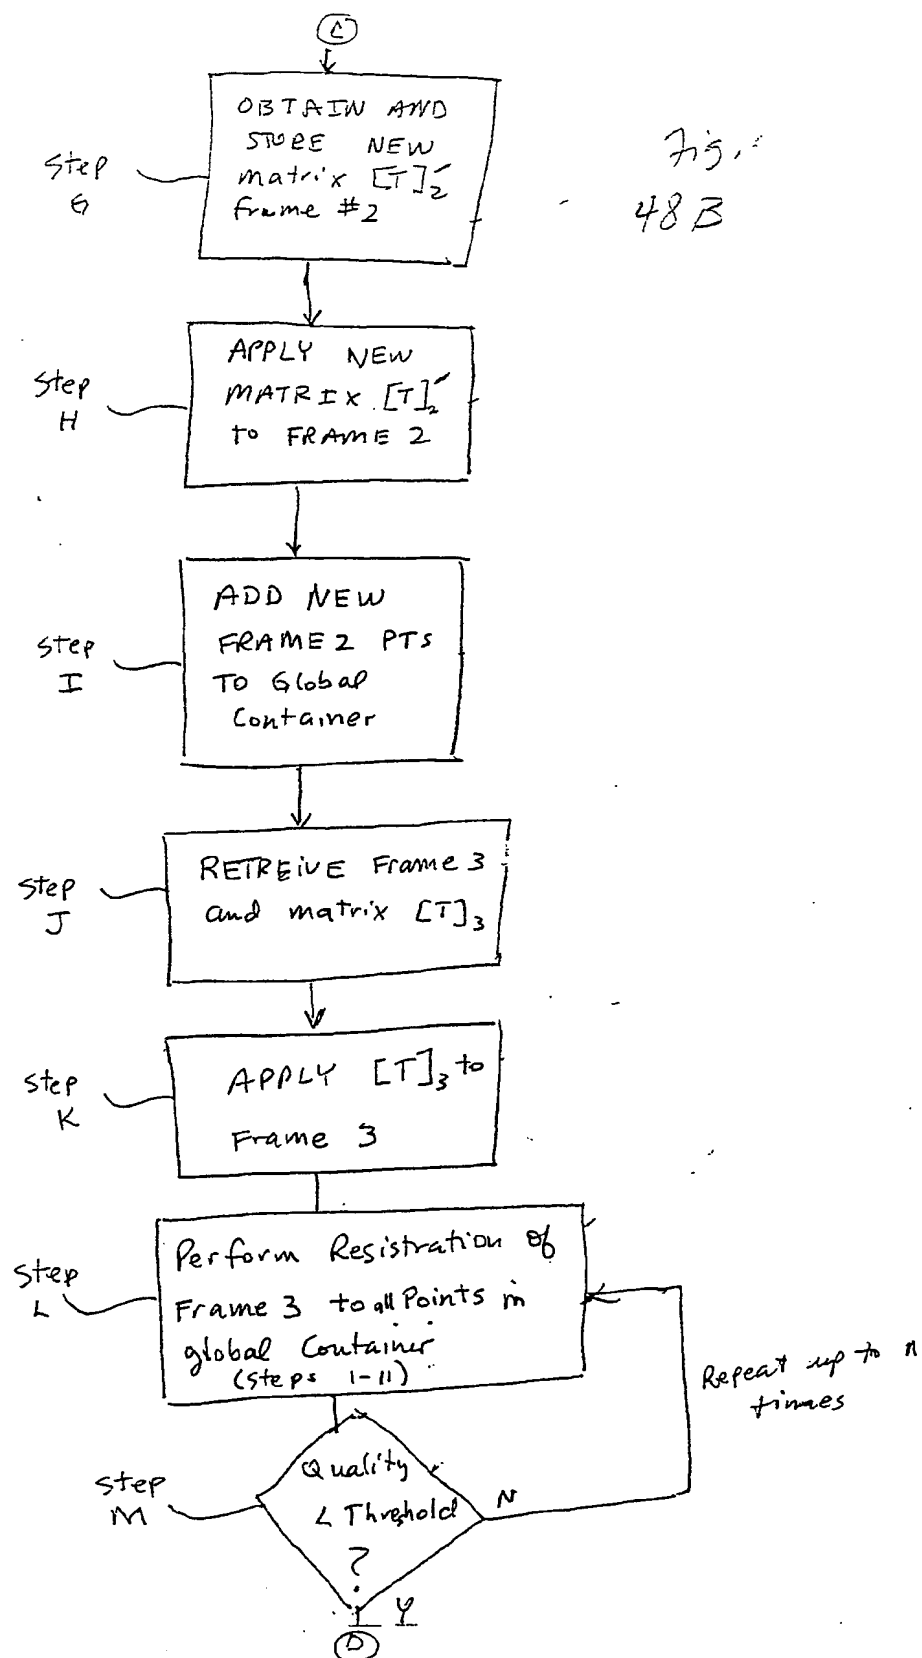 C
OBTAIN AND
STORE NEW
matrix [T]₂′
frame #2
Step
G
Fig.
48B
APPLY NEW
MATRIX [T]₂′
to FRAME 2
Step
H
ADD NEW
FRAME 2 PTS
TO Global
Container
Step
I
RETREIVE Frame 3
and matrix [T]₃
Step
J
APPLY [T]₃ to
Frame 3
Step
K
Perform Registration of
Frame 3 to all Points in
global Container
(Steps 1-11)
Step
L
Repeat up to n
times
Quality
< Threshold
?
Step
M
N
Y
D